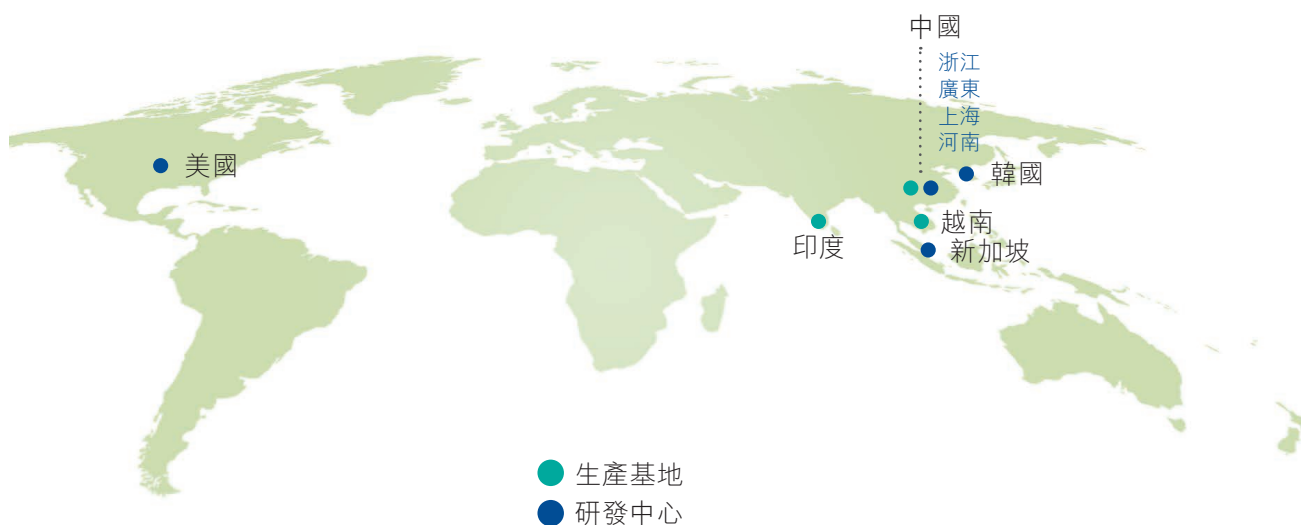 中國
浙江
廣東
上海
河南
美國
韓國
越南
印度
新加坡
生產基地
研發中心